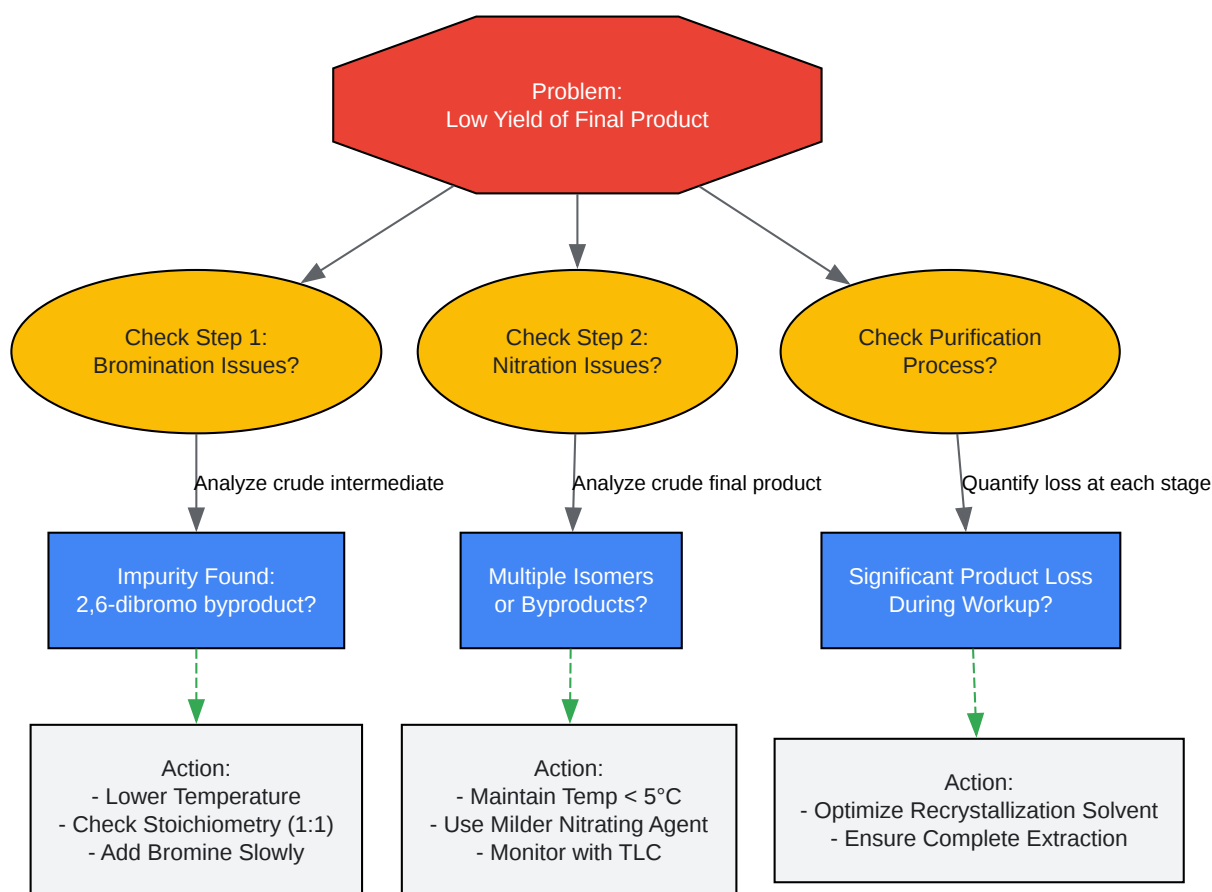 Problem:
Low Yield of Final Product
Check Step 1:
Bromination Issues?
Check Step 2:
Nitration Issues?
Check Purification
Process?
Analyze crude intermediate
Analyze crude final product
Quantify loss at each stage
Impurity Found:
2,6-dibromo byproduct?
Multiple Isomers
or Byproducts?
Significant Product Loss
During Workup?
Action:
- Lower Temperature
- Check Stoichiometry (1:1)
- Add Bromine Slowly
Action:
- Maintain Temp < 5°C
- Use Milder Nitrating Agent
- Monitor with TLC
Action:
- Optimize Recrystallization Solvent
- Ensure Complete Extraction